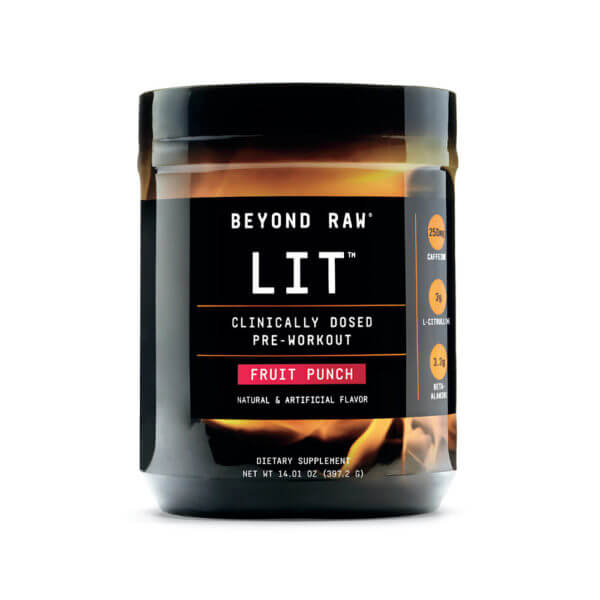 BEYOND RAW®
LIT™
CLINICALLY DOSED
PRE-WORKOUT
FRUIT PUNCH
NATURAL & ARTIFICIAL FLAVOR
DIETARY SUPPLEMENT
NET WT 14.01 OZ (397.2 G)
250mg
CAFFEINE
3g
L-CITRULLINE
3.2g
BETA-
ALANINE